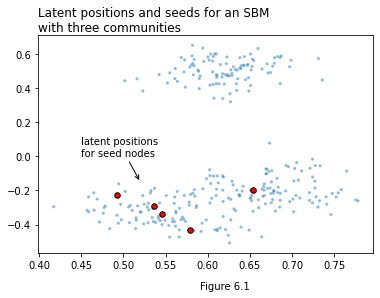 Latent positions and seeds for an SBM
with three communities
0.6
0.4
0.2
0.0
−0.2
−0.4
latent positions
for seed nodes
0.40 0.45 0.50 0.55 0.60 0.65 0.70 0.75
Figure 6.1